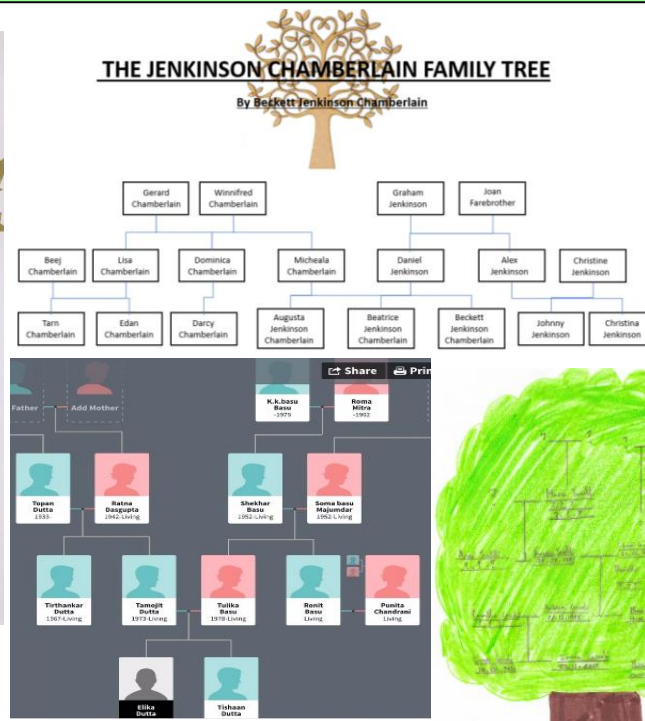 THE JENKINSON CHAMBERLAIN FAMILY TREE
By Beckett Jenkinson Chamberlain
Gerard
Chamberlain
Winnifred
Chamberlain
Graham
Jenkinson
Joan
Farebrother
Beej
Chamberlain
Lisa
Chamberlain
Dominica
Chamberlain
Micheala
Chamberlain
Daniel
Jenkinson
Alex
Jenkinson
Christine
Jenkinson
Tarn
Chamberlain
Edan
Chamberlain
Darcy
Chamberlain
Augusta
Jenkinson
Chamberlain
Beatrice
Jenkinson
Chamberlain
Beckett
Jenkinson
Chamberlain
Johnny
Jenkinson
Christina
Jenkinson
Share
Father
Add Mother
K.k.basu
Basu
-1979
Roma
Mitra
-1992
Topan
Dutta
1933-
Ratna
Dasgupta
1942-Living
Shekhar
Basu
1952-Living
Soma basu
Majumdar
1952-Living
Tirthankar
Dutta
1967-Living
Tamojit
Dutta
1973-Living
Tulika
Basu
1978-Living
Ronit
Basu
Living
Punita
Chandrani
Living
Elika
Dutta
Tishaan
Dutta